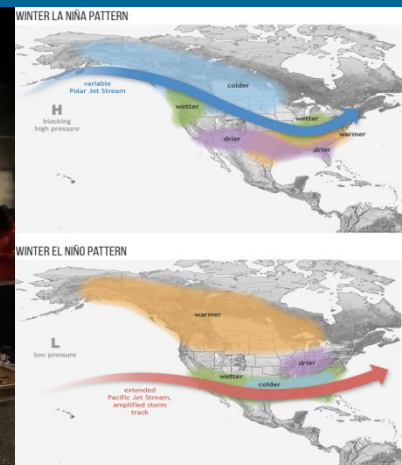 WINTER LA NIÑA PATTERN
variable
Polar Jet Stream
colder
H
blocking
high pressure
wetter
wetter
warmer
drier
drier
WINTER EL NIÑO PATTERN
warmer
L
low pressure
drier
wetter
colder
extended
Pacific Jet Stream,
amplified storm
track